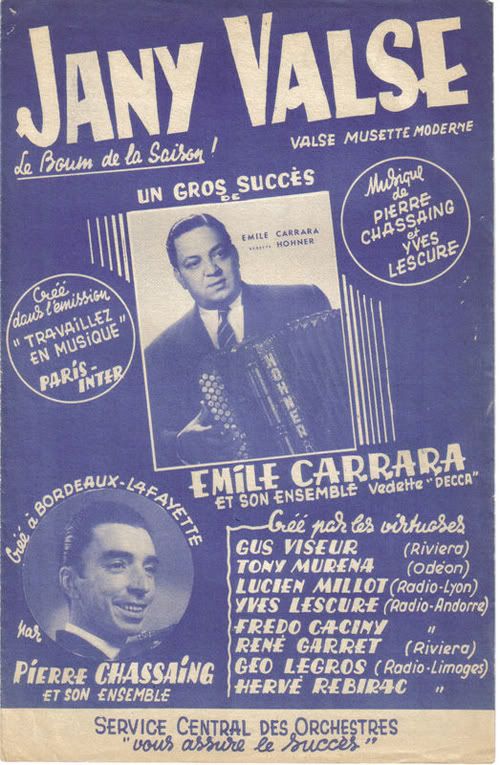 JANY VALSE
Le Boum de la Saison !
VALSE MUSETTE MODERNE
UN GROS SUCCÈS
DE
Musique
de
PIERRE
CHASSAING
et
YVES
LESCURE
EMILE CARRARA
VEDETTE HOHNER
Créé
dans l'émission
"TRAVAILLEZ
EN MUSIQUE"
PARIS-
INTER
HOHNER
EMILE CARRARA
ET SON ENSEMBLE Vedette "DECCA"
Créé à BORDEAUX-LAFAYETTE
par
PIERRE CHASSAING
ET SON ENSEMBLE
Créé par les virtuoses
GUS VISEUR (Riviera)
TONY MURENA (Odéon)
LUCIEN MILLOT (Radio-Lyon)
YVES LESCURE (Radio-Andorre)
FREDO CACINY "
RENÉ GARRET (Riviera)
GEO LEGROS (Radio-Limoges)
HERVÉ REBIRAC "
SERVICE CENTRAL DES ORCHESTRES
"vous assure le succès"